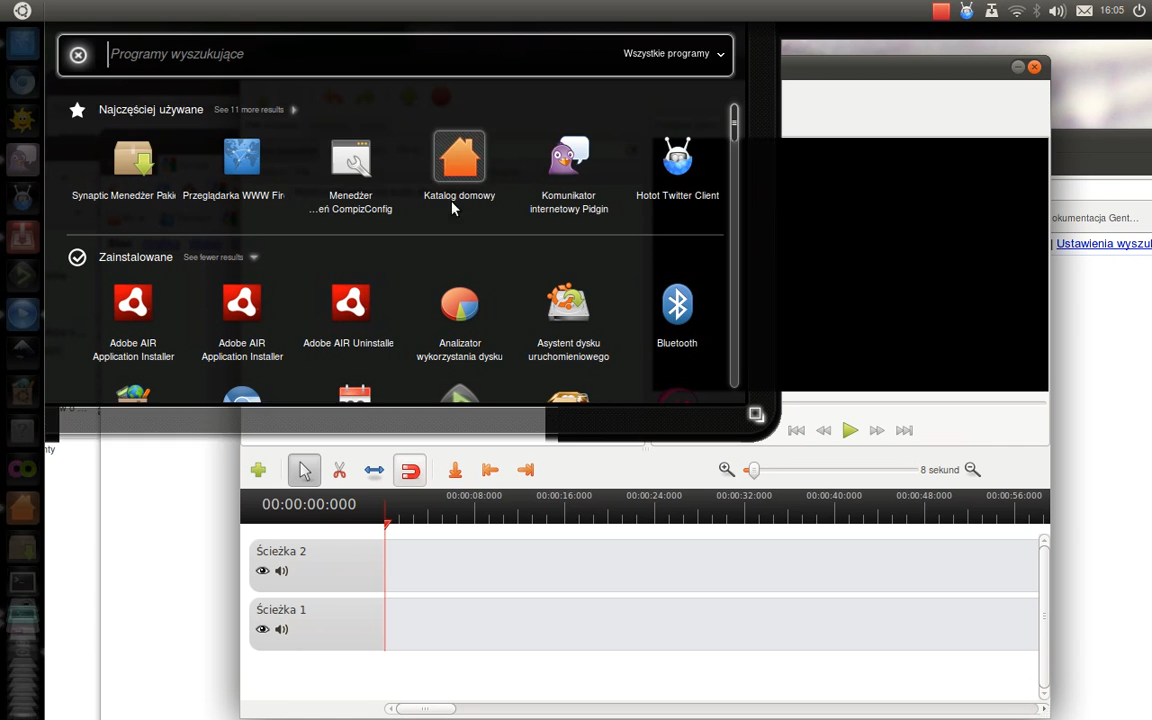 16:05
Programy wyszukujące
Wszystkie programy
Najczęściej używane See 11 more results
Synaptic Menedżer Paki
Przeglądarka WWW Fir
Menedżer
...eń CompizConfig
Katalog domowy
Komunikator
internetowy Pidgin
Hotot Twitter Client
okumentacja Gent...
Ustawienia wyszu
Zainstalowane See fewer results
Adobe AIR
Application Installer
Adobe AIR
Application Installer
Adobe AIR Uninstalle
Analizator
wykorzystania dysku
Asystent dysku
uruchomieniowego
Bluetooth
nty
8 sekund
00:00:00:000
00:00:08:000 00:00:16:000 00:00:24:000 00:00:32:000 00:00:40:000 00:00:48:000 00:00:56:000
Ścieżka 2
Ścieżka 1